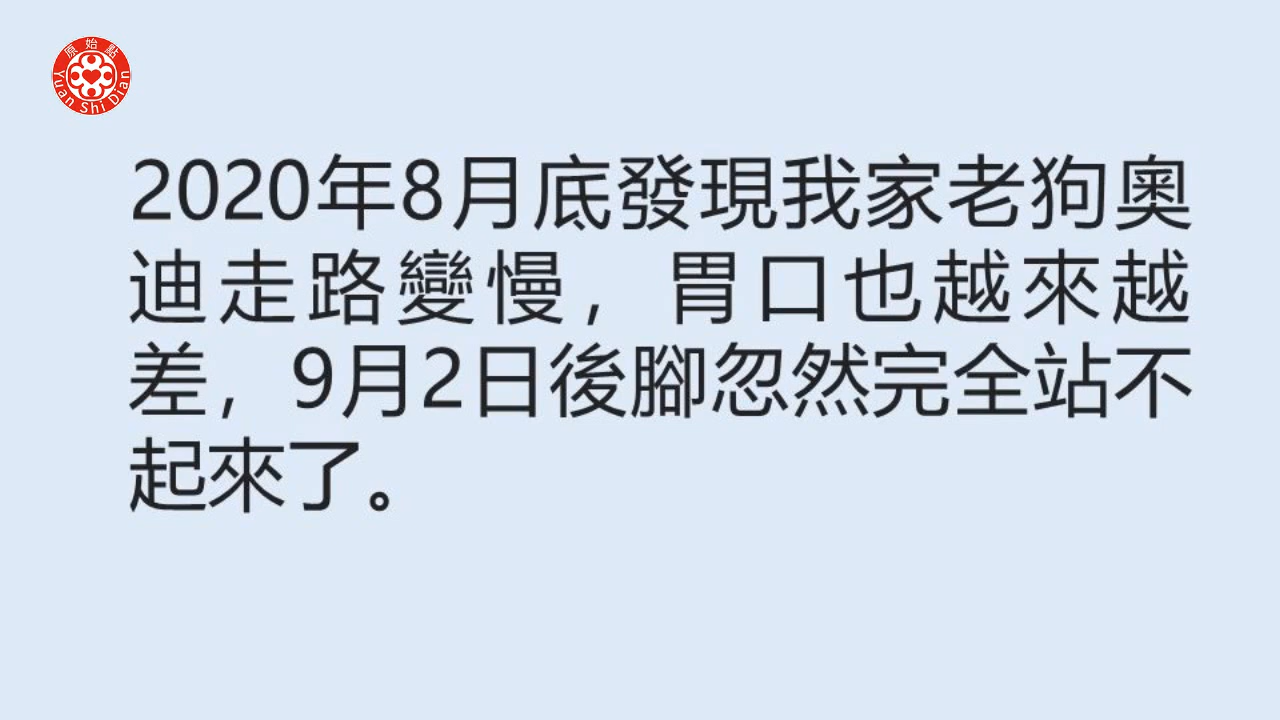 原始點
Yuan Shi Dian
2020年8月底發現我家老狗奧
迪走路變慢，胃口也越來越
差，9月2日後腳忽然完全站不
起來了。